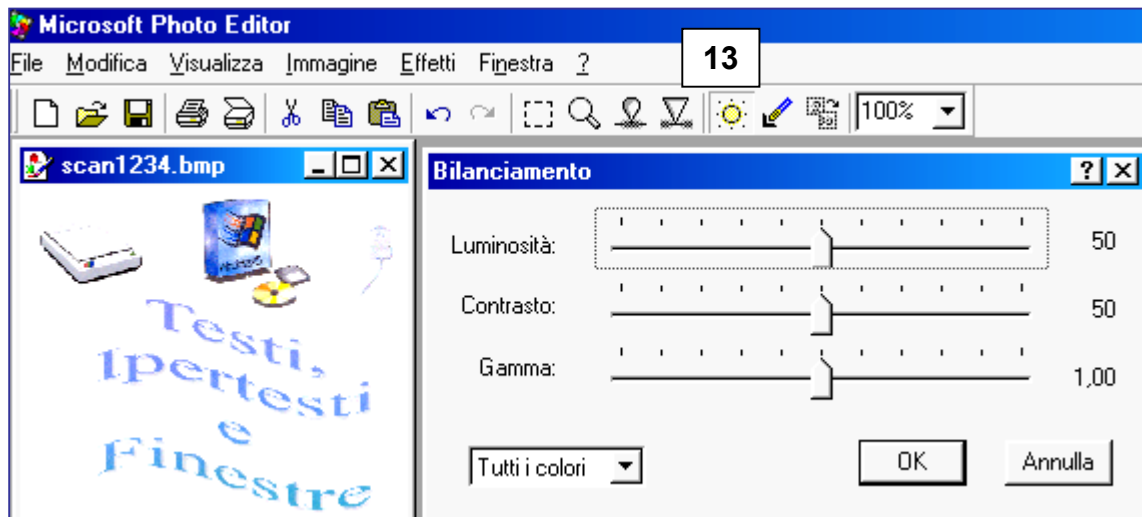 Microsoft Photo Editor
File Modifica Visualizza Immagine Effetti Finestra ?
13
100%
scan1234.bmp
Bilanciamento
Luminosità: 50
Contrasto: 50
Gamma: 1,00
Tutti i colori
OK Annulla
Testi,
Ipertesti
e
Finestre